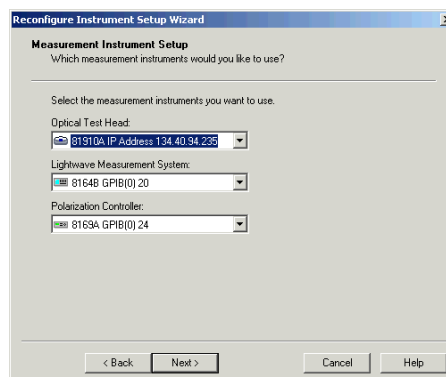 Reconfigure Instrument Setup Wizard
Measurement Instrument Setup
Which measurement instruments would you like to use?
Select the measurement instruments you want to use.
Optical Test Head:
81910A IP Address 134.40.94.235
Lightwave Measurement System:
8164B GPIB(0) 20
Polarization Controller:
8169A GPIB(0) 24
< Back
Next >
Cancel
Help